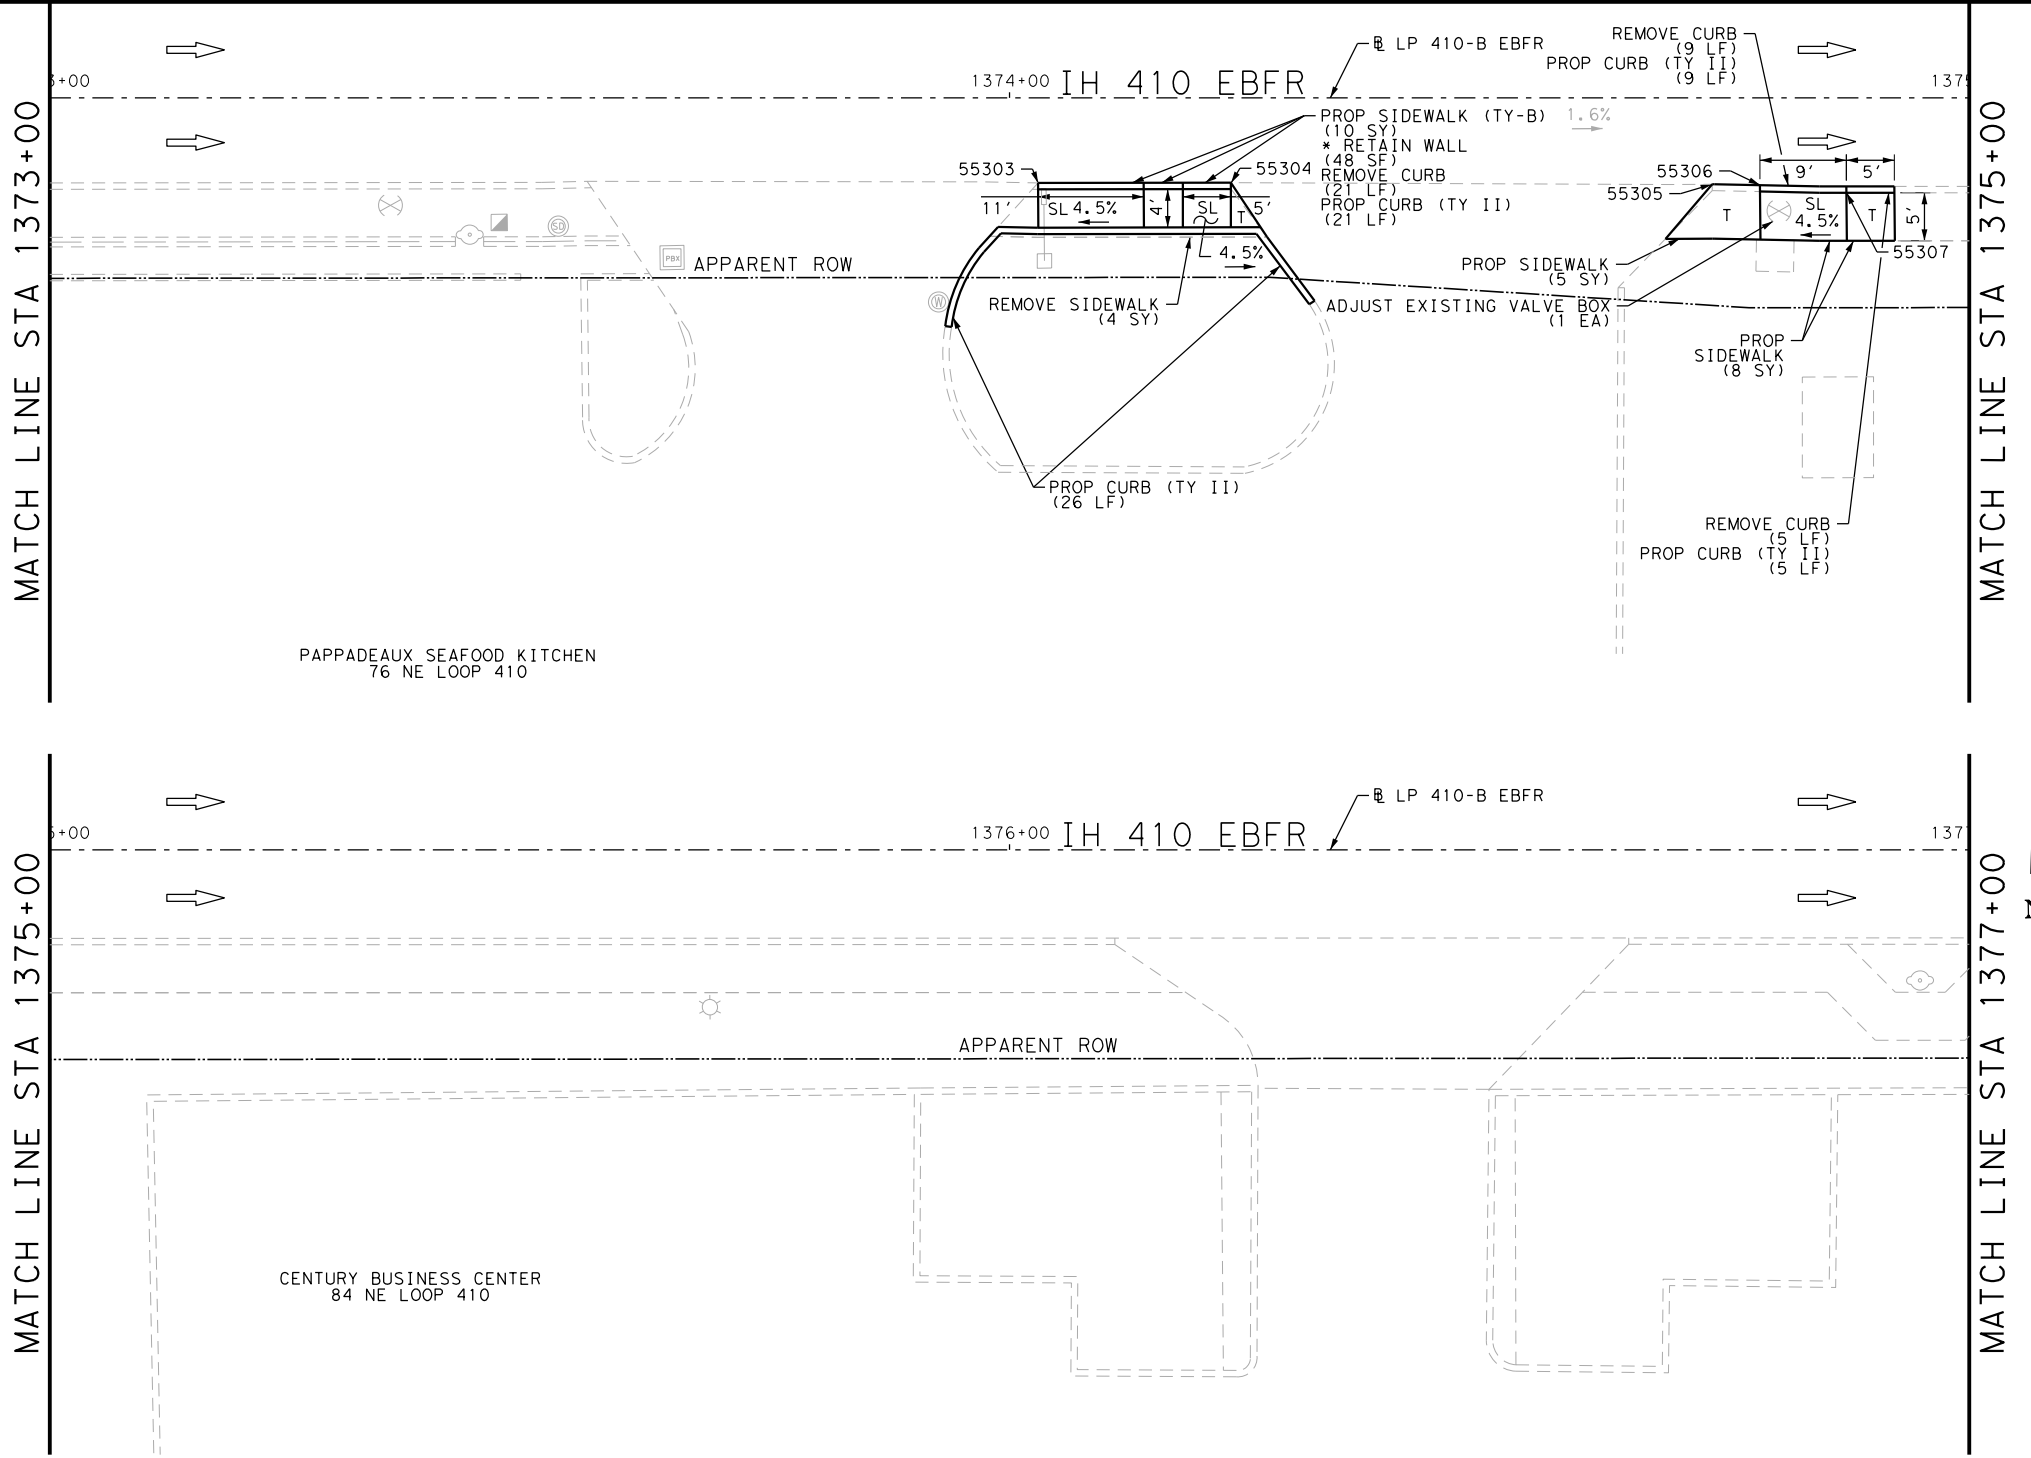 MATCH LINE STA 1373+00
3+00
1374+00
IH 410 EBFR
℄ LP 410-B EBFR
REMOVE CURB
(9 LF)
PROP CURB (TY II)
(9 LF)
137
MATCH LINE STA 1375+00
PROP SIDEWALK (TY-B)
(10 SY)
* RETAIN WALL
(48 SF)
REMOVE CURB
(21 LF)
PROP CURB (TY II)
(21 LF)
1.6%
55303
55304
11'
SL 4.5%
4'
SL
T
5'
4.5%
55306
55305
9'
5'
T
SL
4.5%
T
5'
55307
SD
PBX
W
APPARENT ROW
REMOVE SIDEWALK
(4 SY)
PROP SIDEWALK
(5 SY)
ADJUST EXISTING VALVE BOX
(1 EA)
PROP
SIDEWALK
(8 SY)
PROP CURB (TY II)
(26 LF)
REMOVE CURB
(5 LF)
PROP CURB (TY II)
(5 LF)
PAPPADEAUX SEAFOOD KITCHEN
76 NE LOOP 410
MATCH LINE STA 1375+00
5+00
1376+00
IH 410 EBFR
℄ LP 410-B EBFR
137
MATCH LINE STA 1377+00
APPARENT ROW
CENTURY BUSINESS CENTER
84 NE LOOP 410